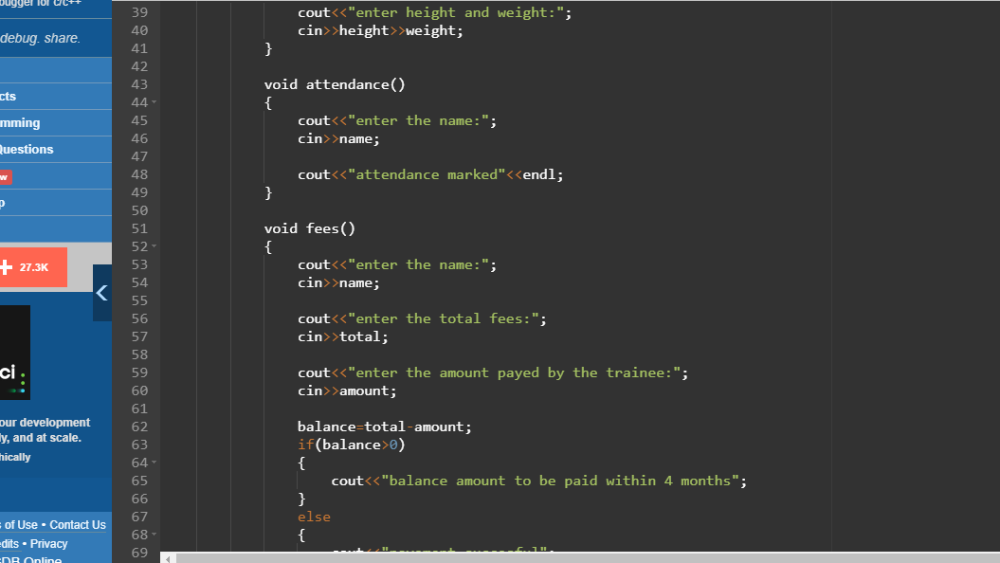 debug. share.
cts
mming
Questions
w
p
27.3K
ci
our development
ly, and at scale.
hically
s of Use • Contact Us
edits • Privacy
GDB Online
39 cout<<"enter height and weight:";
40 cin>>height>>weight;
41 }
42
43 void attendance()
44 {
45 cout<<"enter the name:";
46 cin>>name;
47
48 cout<<"attendance marked"<<endl;
49 }
50
51 void fees()
52 {
53 cout<<"enter the name:";
54 cin>>name;
55
56 cout<<"enter the total fees:";
57 cin>>total;
58
59 cout<<"enter the amount payed by the trainee:";
60 cin>>amount;
61
62 balance=total-amount;
63 if(balance>0)
64 {
65 cout<<"balance amount to be paid within 4 months";
66 }
67 else
68 {
69